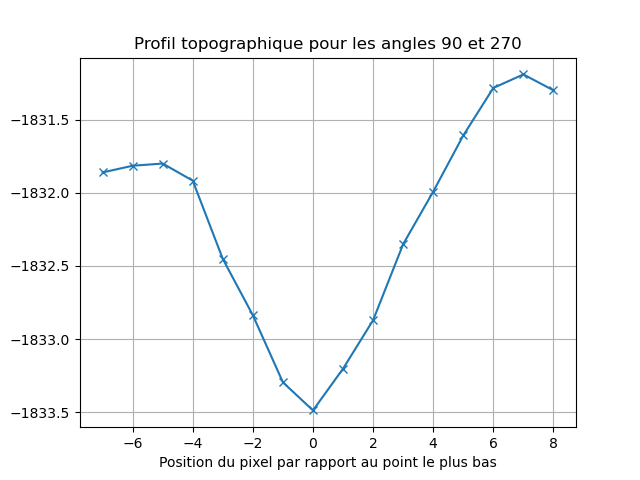 Profil topographique pour les angles 90 et 270
−1831.5
−1832.0
−1832.5
−1833.0
−1833.5
−6 −4 −2 0 2 4 6 8
Position du pixel par rapport au point le plus bas